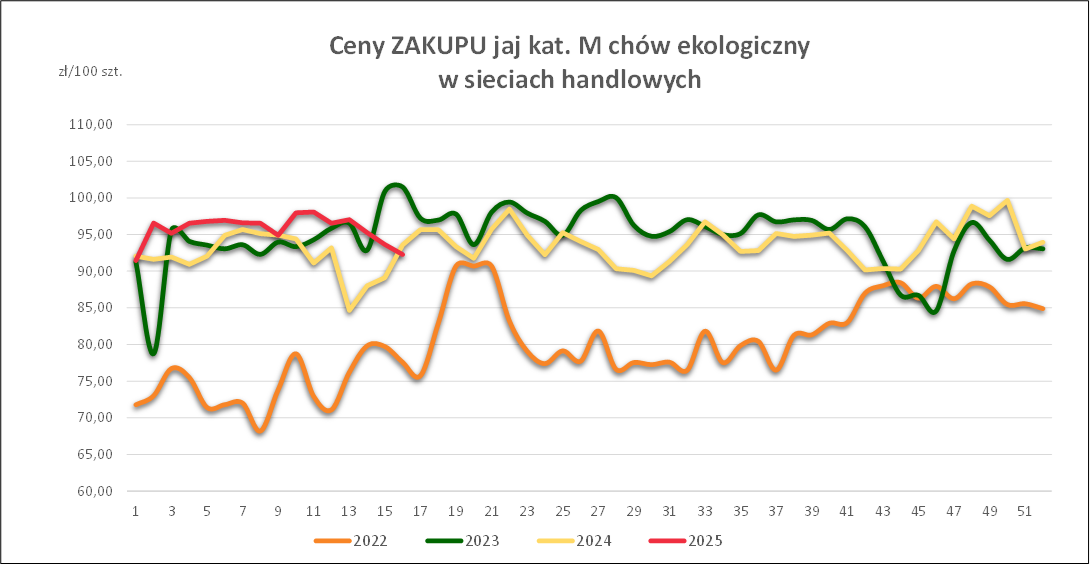 Ceny ZAKUPU jaj kat. M chów ekologiczny
w sieciach handlowych
zł/100 szt.
110,00
105,00
100,00
95,00
90,00
85,00
80,00
75,00
70,00
65,00
60,00
1 3 5 7 9 11 13 15 17 19 21 23 25 27 29 31 33 35 37 39 41 43 45 47 49 51
2022 2023 2024 2025